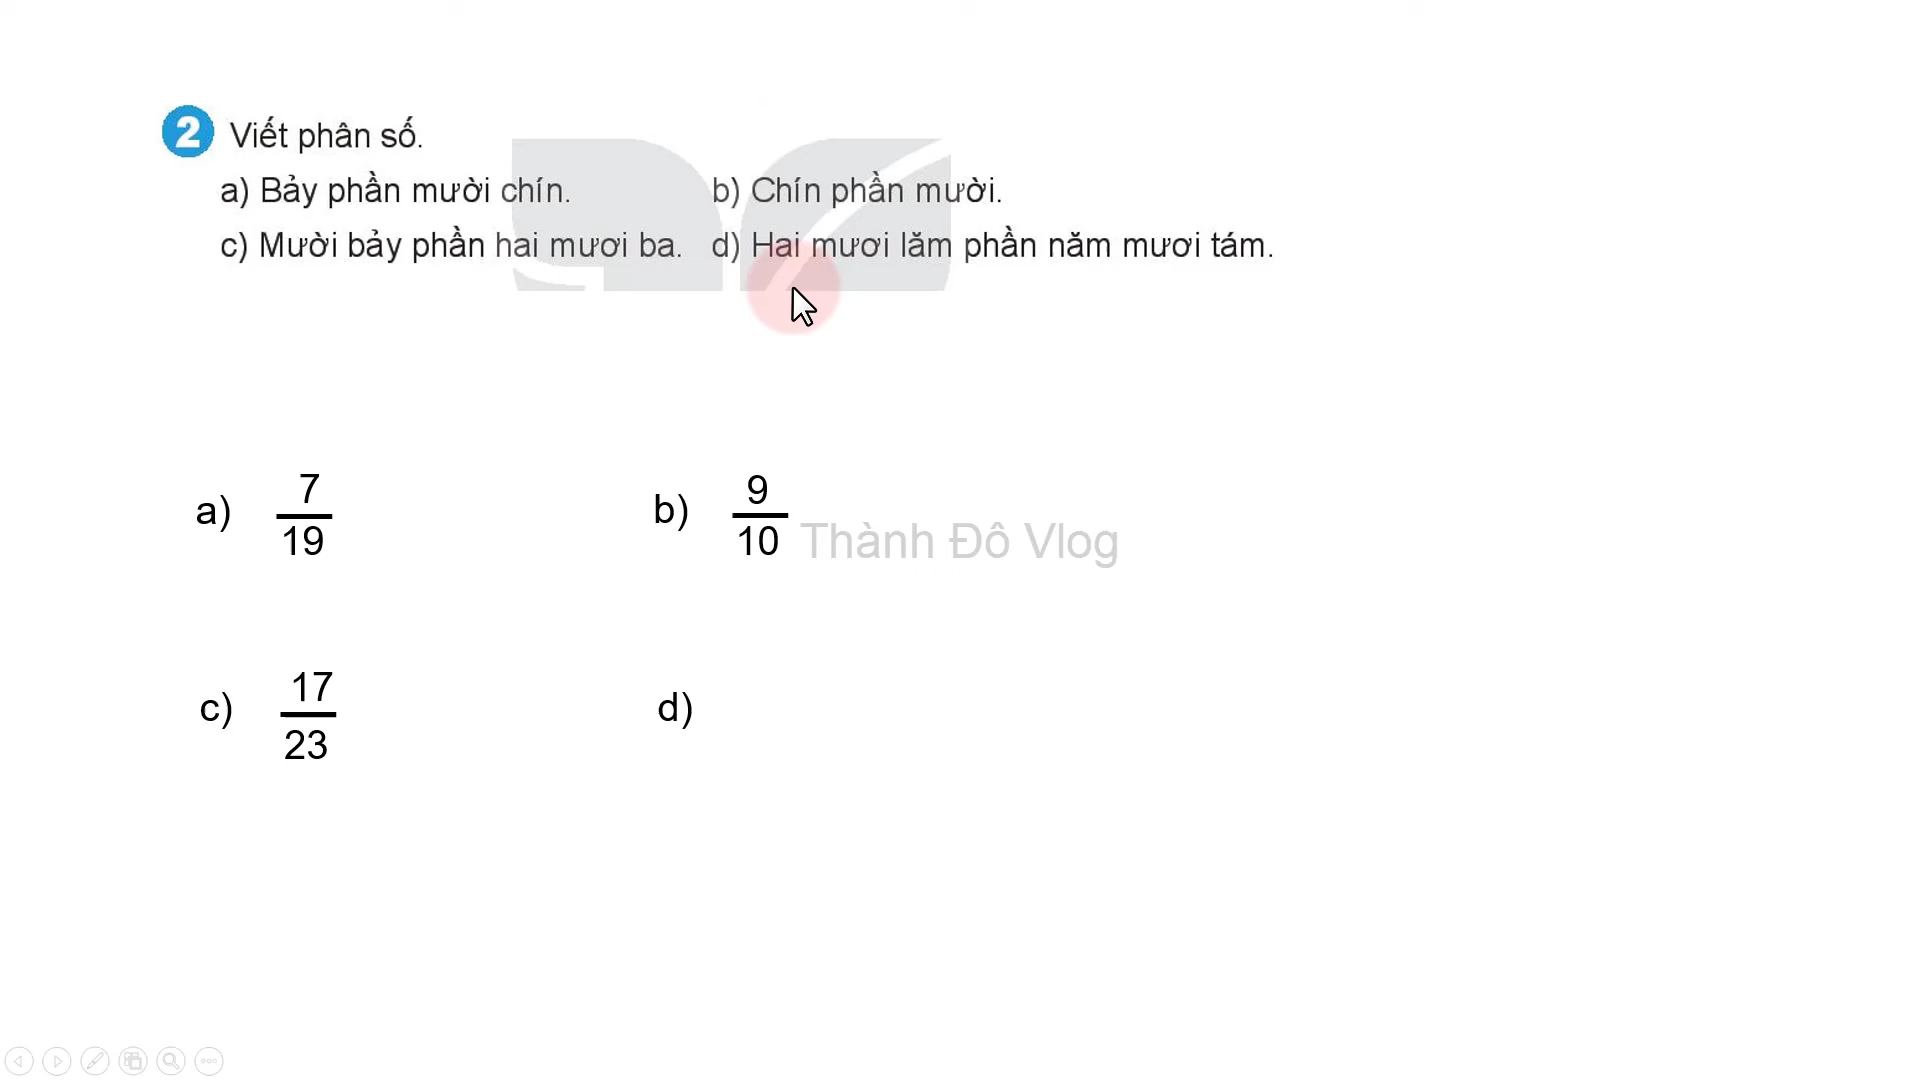 2 Viết phân số.
a) Bảy phần mười chín. b) Chín phần mười.
c) Mười bảy phần hai mươi ba. d) Hai mươi lăm phần năm mươi tám.
a) 7/19 b) 9/10
Thành Đô Vlog
c) 17/23 d)